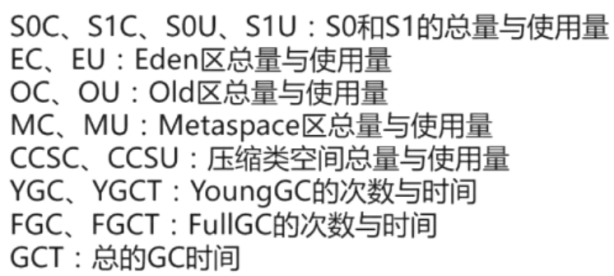 S0C、S1C、S0U、S1U：S0和S1的总量与使用量
EC、EU：Eden区总量与使用量
OC、OU：Old区总量与使用量
MC、MU：Metaspace区总量与使用量
CCSC、CCSU：压缩类空间总量与使用量
YGC、YGCT：YoungGC的次数与时间
FGC、FGCT：FullGC的次数与时间
GCT：总的GC时间